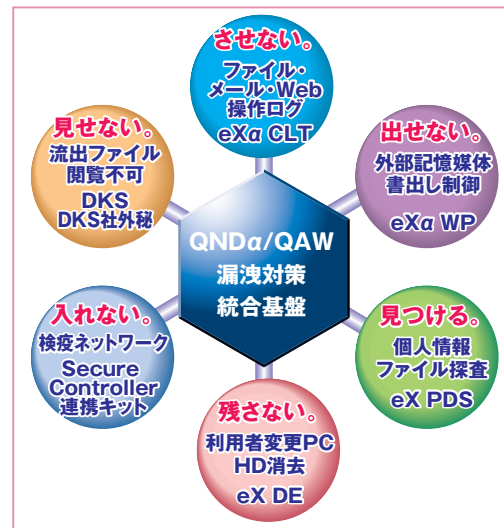 させない。
ファイル・
メール・Web
操作ログ
eXα CLT
見せない。
流出ファイル
閲覧不可
DKS
DKS社外秘
出せない。
外部記憶媒体
書出し制御
eXα WP
QNDα/QAW
漏洩対策
統合基盤
入れない。
検疫ネットワーク
Secure
Controller
連携キット
見つける。
個人情報
ファイル探査
eX PDS
残さない。
利用者変更PC
HD消去
eX DE